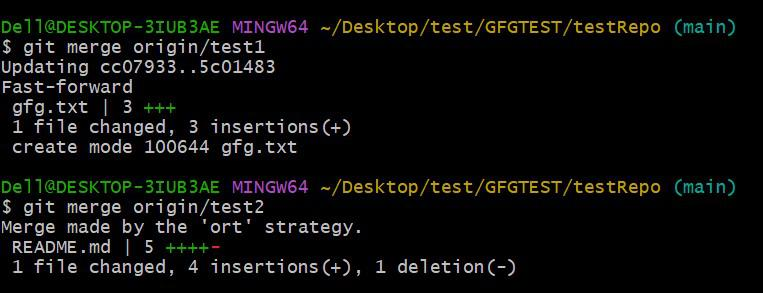 Dell@DESKTOP-3IUB3AE MINGW64 ~/Desktop/test/GFGTEST/testRepo (main)
$ git merge origin/test1
Updating cc07933..5c01483
Fast-forward
 gfg.txt | 3 +++
 1 file changed, 3 insertions(+)
 create mode 100644 gfg.txt
Dell@DESKTOP-3IUB3AE MINGW64 ~/Desktop/test/GFGTEST/testRepo (main)
$ git merge origin/test2
Merge made by the 'ort' strategy.
 README.md | 5 ++++-
 1 file changed, 4 insertions(+), 1 deletion(-)